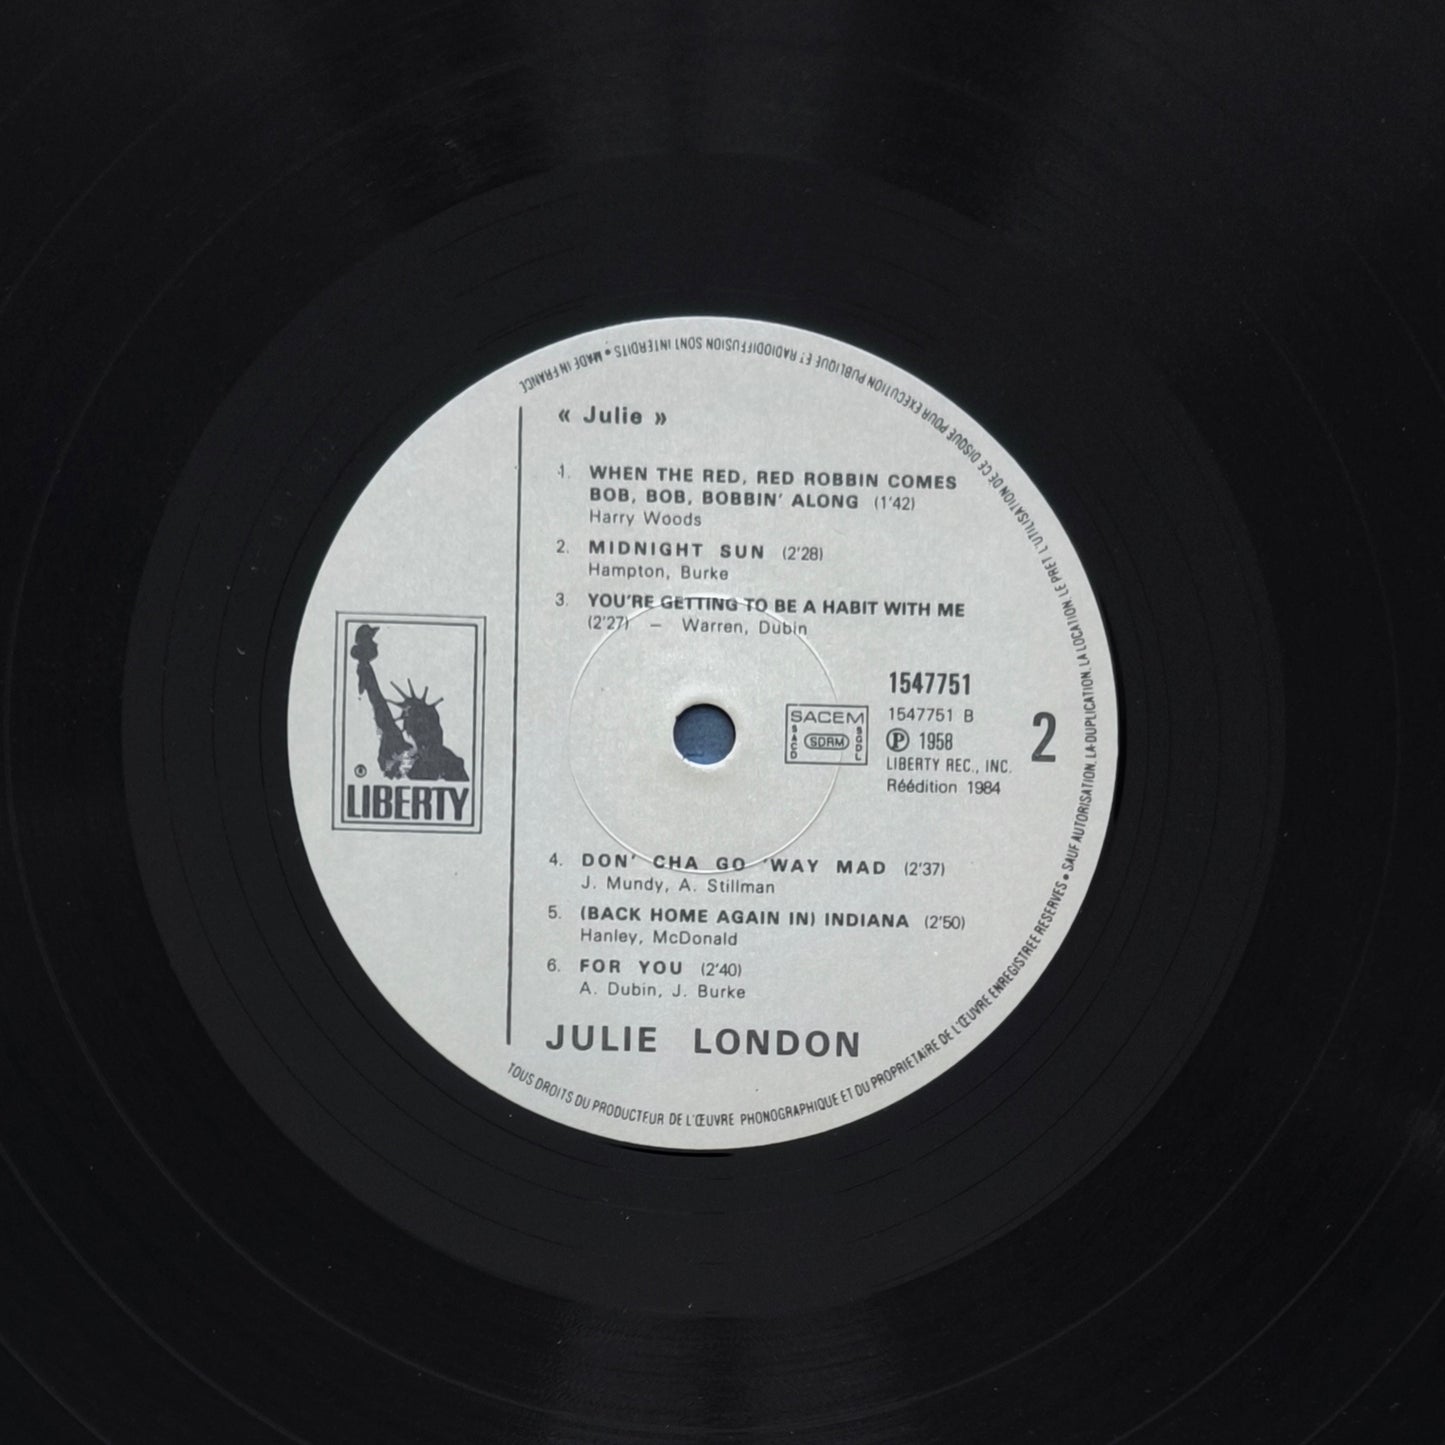 « Julie »
1. WHEN THE RED, RED ROBBIN COMES
BOB, BOB, BOBBIN' ALONG (1'42)
Harry Woods
2. MIDNIGHT SUN (2'28)
Hampton, Burke
3. YOU'RE GETTING TO BE A HABIT WITH ME
(2'27) – Warren, Dubin
1547751
1547751 B
Ⓟ 1958
LIBERTY REC., INC.
Réédition 1984
2
SACEM
SACD
SDRM
SGDL
® LIBERTY
4. DON' CHA GO 'WAY MAD (2'37)
J. Mundy, A. Stillman
5. (BACK HOME AGAIN IN) INDIANA (2'50)
Hanley, McDonald
6. FOR YOU (2'40)
A. Dubin, J. Burke
JULIE LONDON
TOUS DROITS DU PRODUCTEUR DE L'ŒUVRE PHONOGRAPHIQUE ET DU PROPRIETAIRE DE L'ŒUVRE ENREGISTREE RESERVES • SAUF AUTORISATION, LA DUPLICATION, LA LOCATION, LE PRET, L'UTILISATION DE CE DISQUE POUR EXECUTION PUBLIQUE ET RADIODIFFUSION SONT INTERDITS • MADE IN FRANCE